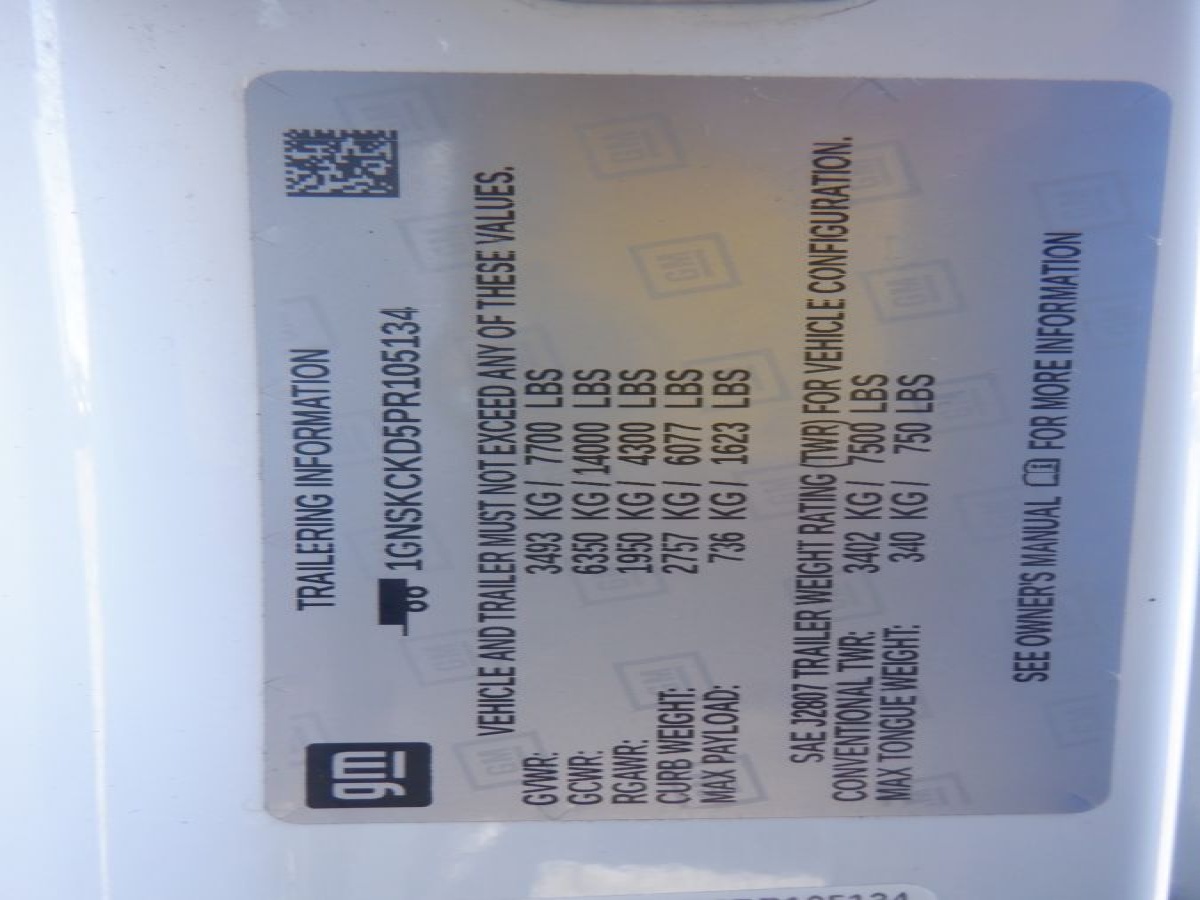 gm
TRAILERING INFORMATION
1GNSKCKD5PR105134
VEHICLE AND TRAILER MUST NOT EXCEED ANY OF THESE VALUES.
GVWR: 3493 KG / 7700 LBS
GCWR: 6350 KG / 14000 LBS
RGAWR: 1950 KG / 4300 LBS
CURB WEIGHT: 2757 KG / 6077 LBS
MAX PAYLOAD: 736 KG / 1623 LBS
SAE J2807 TRAILER WEIGHT RATING (TWR) FOR VEHICLE CONFIGURATION.
CONVENTIONAL TWR: 3402 KG / 7500 LBS
MAX TONGUE WEIGHT: 340 KG / 750 LBS
SEE OWNER'S MANUAL FOR MORE INFORMATION